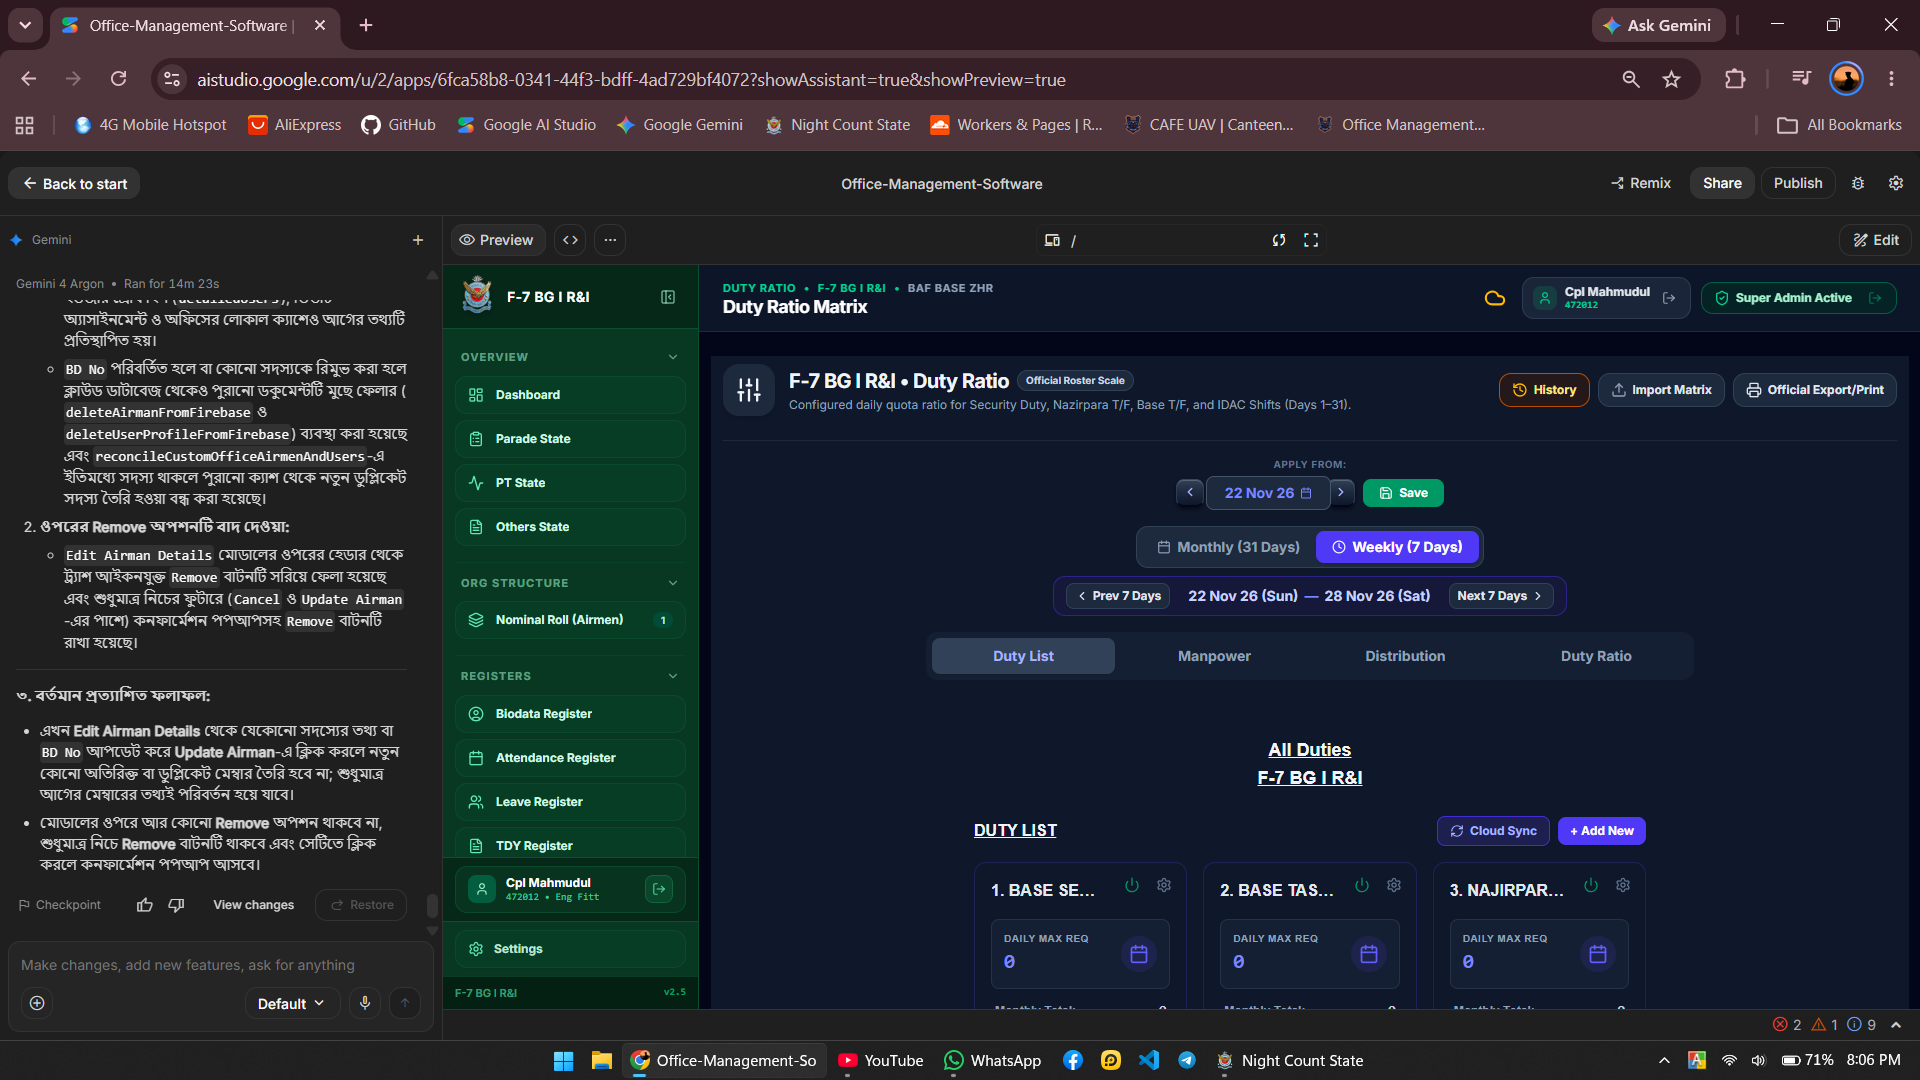 Office-Management-Software |
Ask Gemini
aistudio.google.com/u/2/apps/6fca58b8-0341-44f3-bdff-4ad729bf4072?showAssistant=true&showPreview=true
4G Mobile Hotspot
AliExpress
GitHub
Google AI Studio
Google Gemini
Night Count State
Workers & Pages | R...
CAFE UAV | Canteen...
Office Management...
All Bookmarks
Back to start
Office-Management-Software
Remix
Share
Publish
Gemini
Preview
/
Edit
Gemini 4 Argon • Ran for 14m 23s
অ্যাসাইনমেন্ট ও অফিসের লোকাল ক্যাশেও আগের তথ্যটি
প্রতিস্থাপিত হয়।
BD No পরিবর্তিত হলে বা কোনো সদস্যকে রিমুভ করা হলে
ক্লাউড ডাটাবেজ থেকেও পুরানো ডকুমেন্টটি মুছে ফেলার (
deleteAirmanFromFirebase ও
deleteUserProfileFromFirebase) ব্যবস্থা করা হয়েছে
এবং reconcileCustomOfficeAirmenAndUsers-এ
ইতিমধ্যে সদস্য থাকলে পুরানো ক্যাশ থেকে নতুন ডুপ্লিকেট
সদস্য তৈরি হওয়া বন্ধ করা হয়েছে।
2. ওপরের Remove অপশনটি বাদ দেওয়া:
Edit Airman Details মোডালের ওপরের হেডার থেকে
ট্র্যাশ আইকনযুক্ত Remove বাটনটি সরিয়ে ফেলা হয়েছে
এবং শুধুমাত্র নিচের ফুটারে (Cancel ও Update Airman
-এর পাশে) কনফার্মেশন পপআপসহ Remove বাটনটি
রাখা হয়েছে।
৩. বর্তমান প্রত্যাশিত ফলাফল:
এখন Edit Airman Details থেকে যেকোনো সদস্যের তথ্য বা
BD No আপডেট করে Update Airman-এ ক্লিক করলে নতুন
কোনো অতিরিক্ত বা ডুপ্লিকেট মেম্বার তৈরি হবে না; শুধুমাত্র
আগের মেম্বারের তথ্যই পরিবর্তন হয়ে যাবে।
মোডালের ওপরে আর কোনো Remove অপশন থাকবে না,
শুধুমাত্র নিচে Remove বাটনটি থাকবে এবং সেটিতে ক্লিক
করলে কনফার্মেশন পপআপ আসবে।
Checkpoint
View changes
Restore
Make changes, add new features, ask for anything
Default
F-7 BG I R&I
OVERVIEW
Dashboard
Parade State
PT State
Others State
ORG STRUCTURE
Nominal Roll (Airmen) 1
REGISTERS
Biodata Register
Attendance Register
Leave Register
TDY Register
Cpl Mahmudul
472012 • Eng Fitt
Settings
F-7 BG I R&I v2.5
DUTY RATIO • F-7 BG I R&I • BAF BASE ZHR
Duty Ratio Matrix
Cpl Mahmudul
472012
Super Admin Active
F-7 BG I R&I • Duty Ratio
Official Roster Scale
Configured daily quota ratio for Security Duty, Nazirpara T/F, Base T/F, and IDAC Shifts (Days 1–31).
History
Import Matrix
Official Export/Print
APPLY FROM:
22 Nov 26
Save
Monthly (31 Days)
Weekly (7 Days)
Prev 7 Days
22 Nov 26 (Sun) — 28 Nov 26 (Sat)
Next 7 Days
Duty List
Manpower
Distribution
Duty Ratio
All Duties
F-7 BG I R&I
DUTY LIST
Cloud Sync
+ Add New
1. BASE SE...
DAILY MAX REQ
0
2. BASE TAS...
DAILY MAX REQ
0
3. NAJIRPAR...
DAILY MAX REQ
0
2 1 9
Office-Management-So
YouTube
WhatsApp
Night Count State
71%
8:06 PM